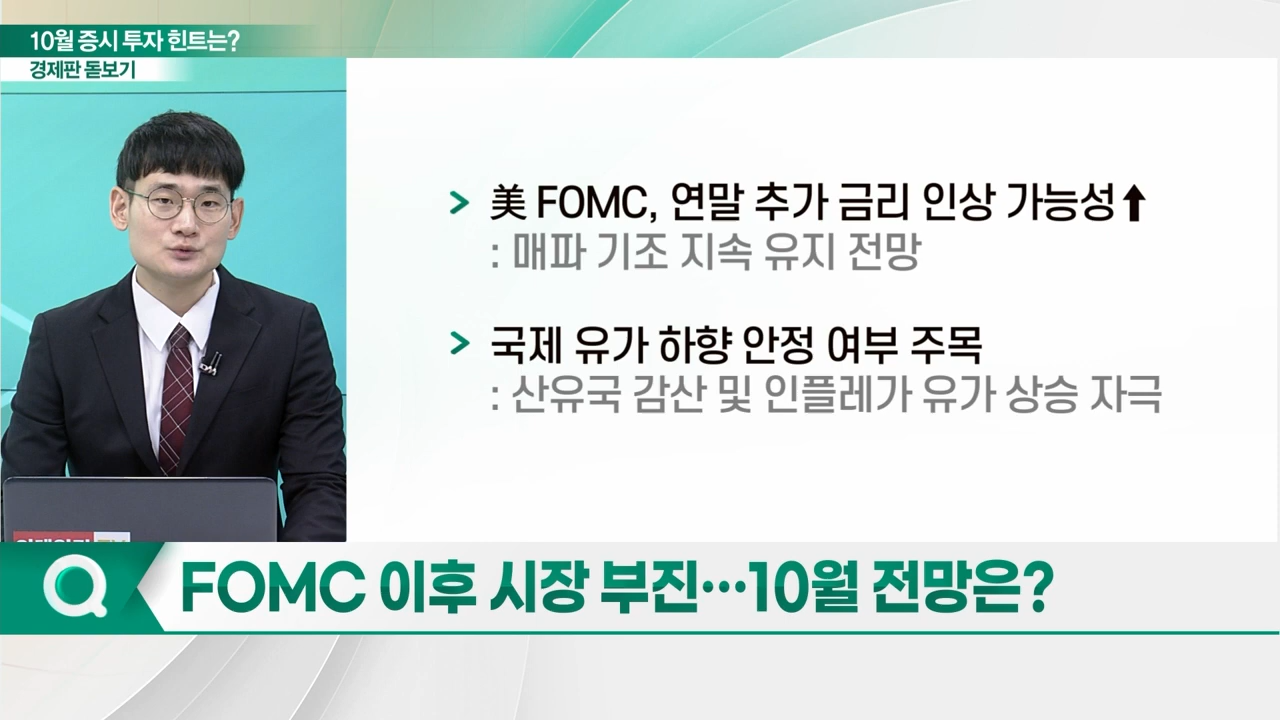 10월 증시 투자 힌트는?
경제판 돋보기
> 美 FOMC, 연말 추가 금리 인상 가능성⬆
: 매파 기조 지속 유지 전망
> 국제 유가 하향 안정 여부 주목
: 산유국 감산 및 인플레가 유가 상승 자극
FOMC 이후 시장 부진…10월 전망은?